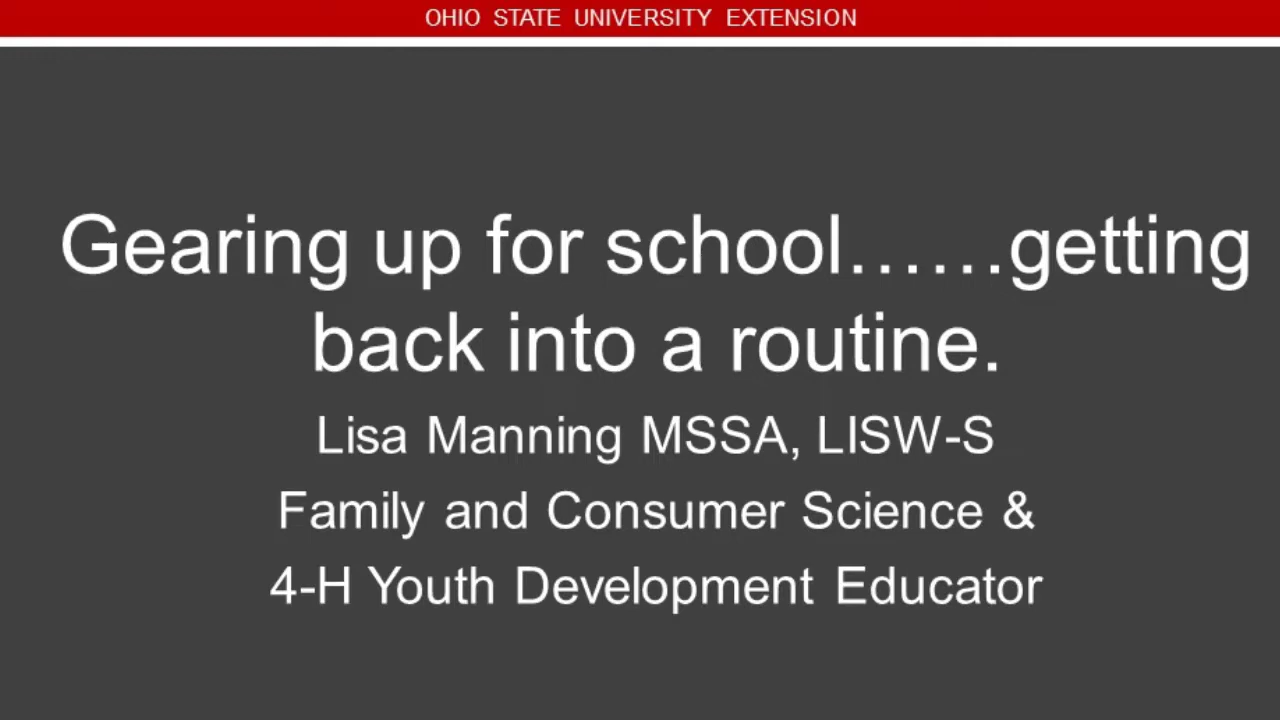 OHIO STATE UNIVERSITY EXTENSION
Gearing up for school……getting
back into a routine.
Lisa Manning MSSA, LISW-S
Family and Consumer Science &
4-H Youth Development Educator